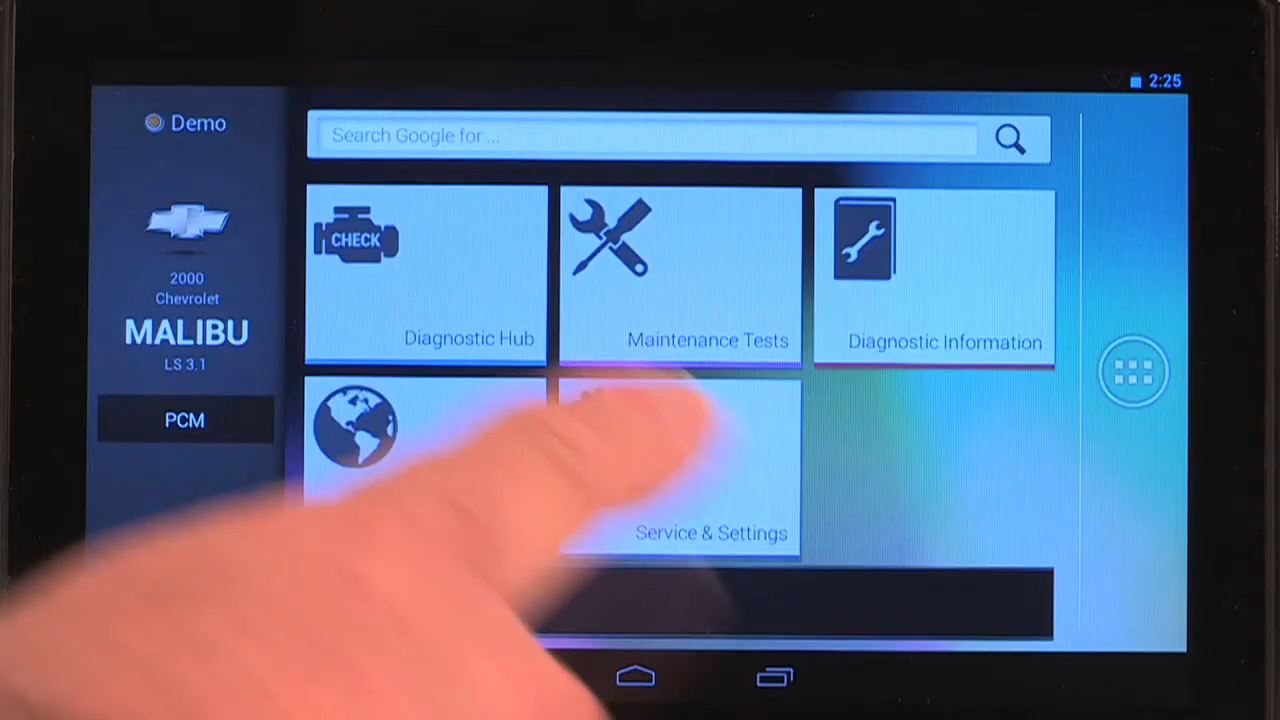 2:25
Demo
Search Google for ...
CHECK
Diagnostic Hub
Maintenance Tests
Diagnostic Information
2000
Chevrolet
MALIBU
LS 3.1
PCM
Service & Settings